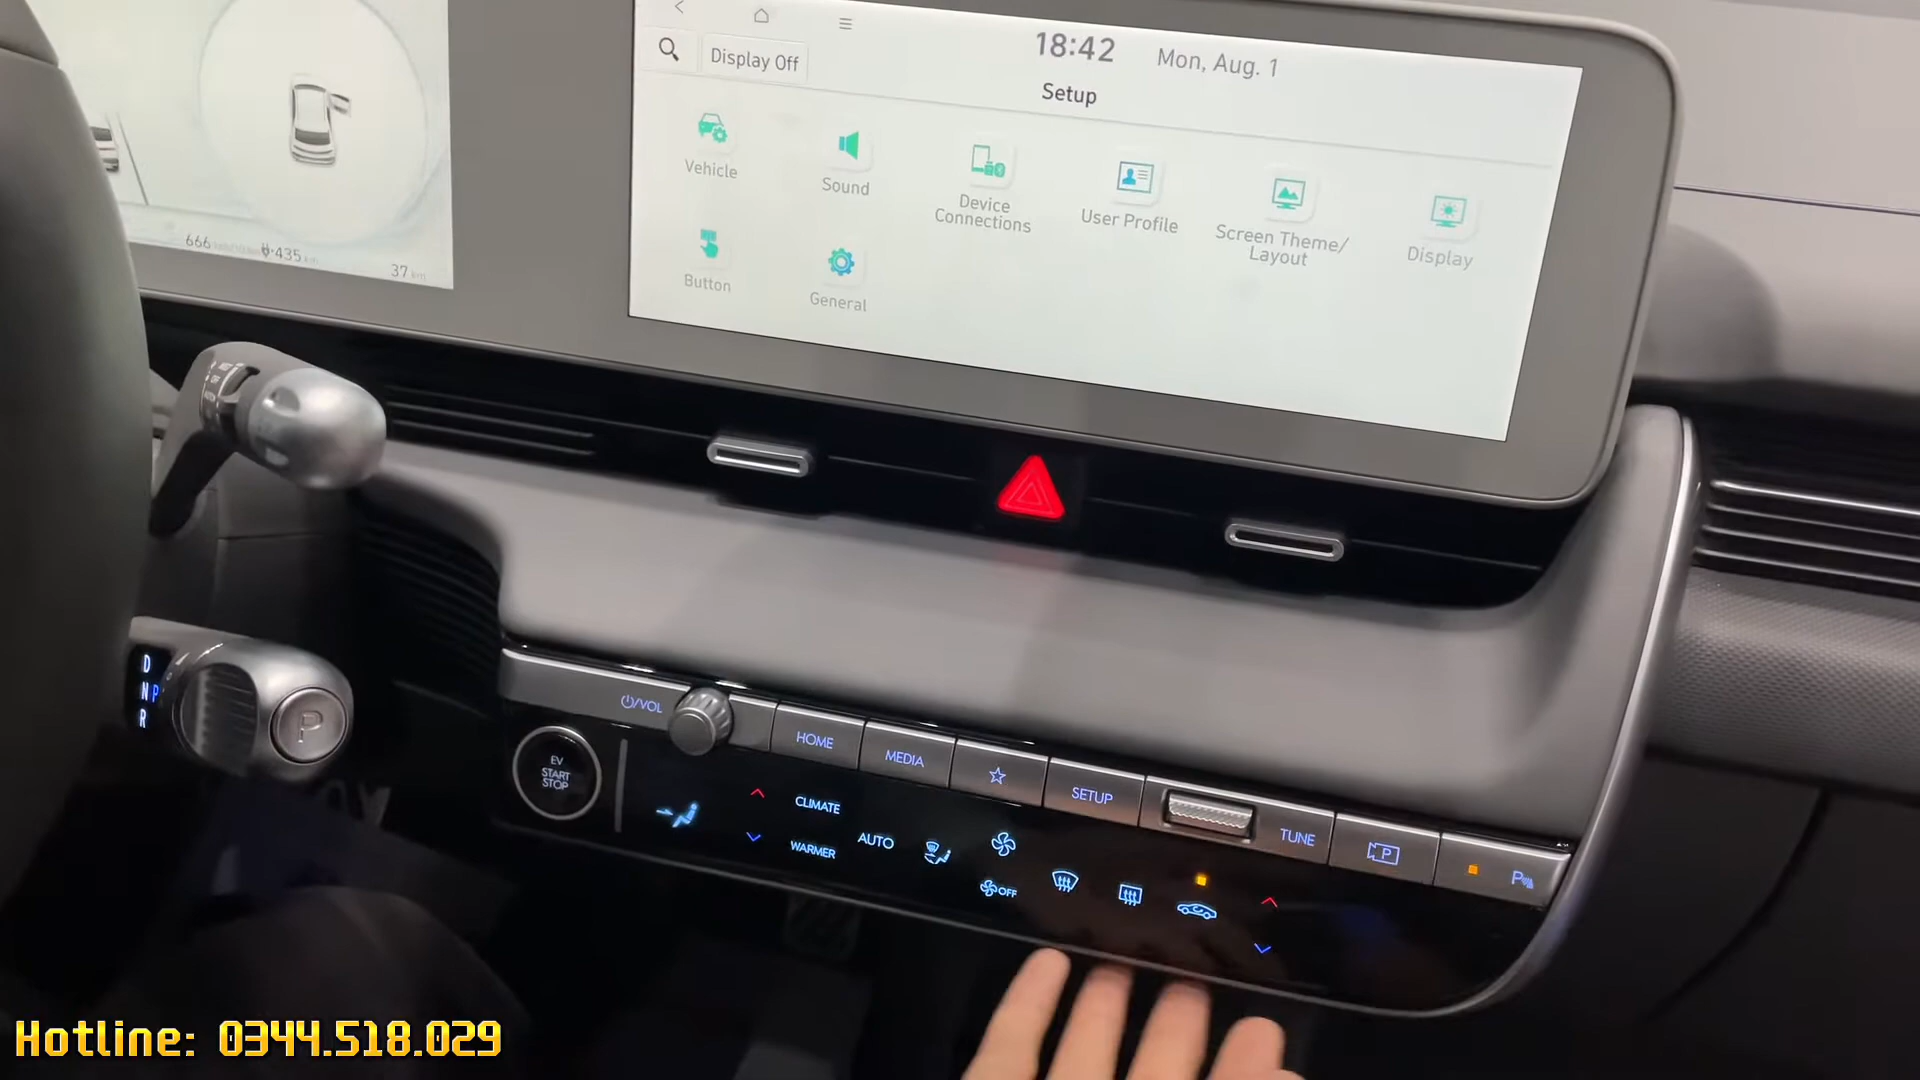 18:42
Mon, Aug. 1
Display Off
Setup
Vehicle
Sound
Device
Connections
User Profile
Screen Theme/
Layout
Display
Button
General
666
435 km
37 km
D
N P
R
P
/VOL
HOME
MEDIA
SETUP
TUNE
P
P
EV
START
STOP
CLIMATE
WARMER
AUTO
OFF
Hotline: 0344.518.029